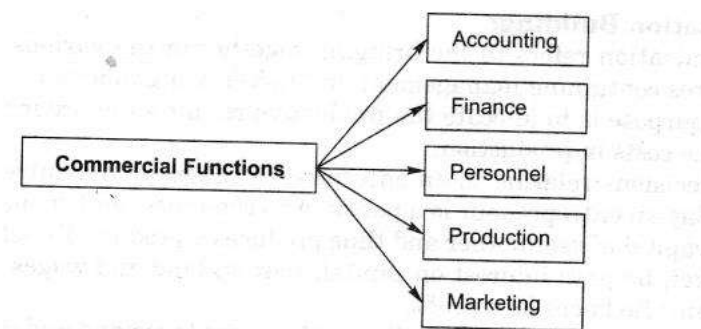 Accounting
Finance
Commercial Functions
Personnel
Production
Marketing